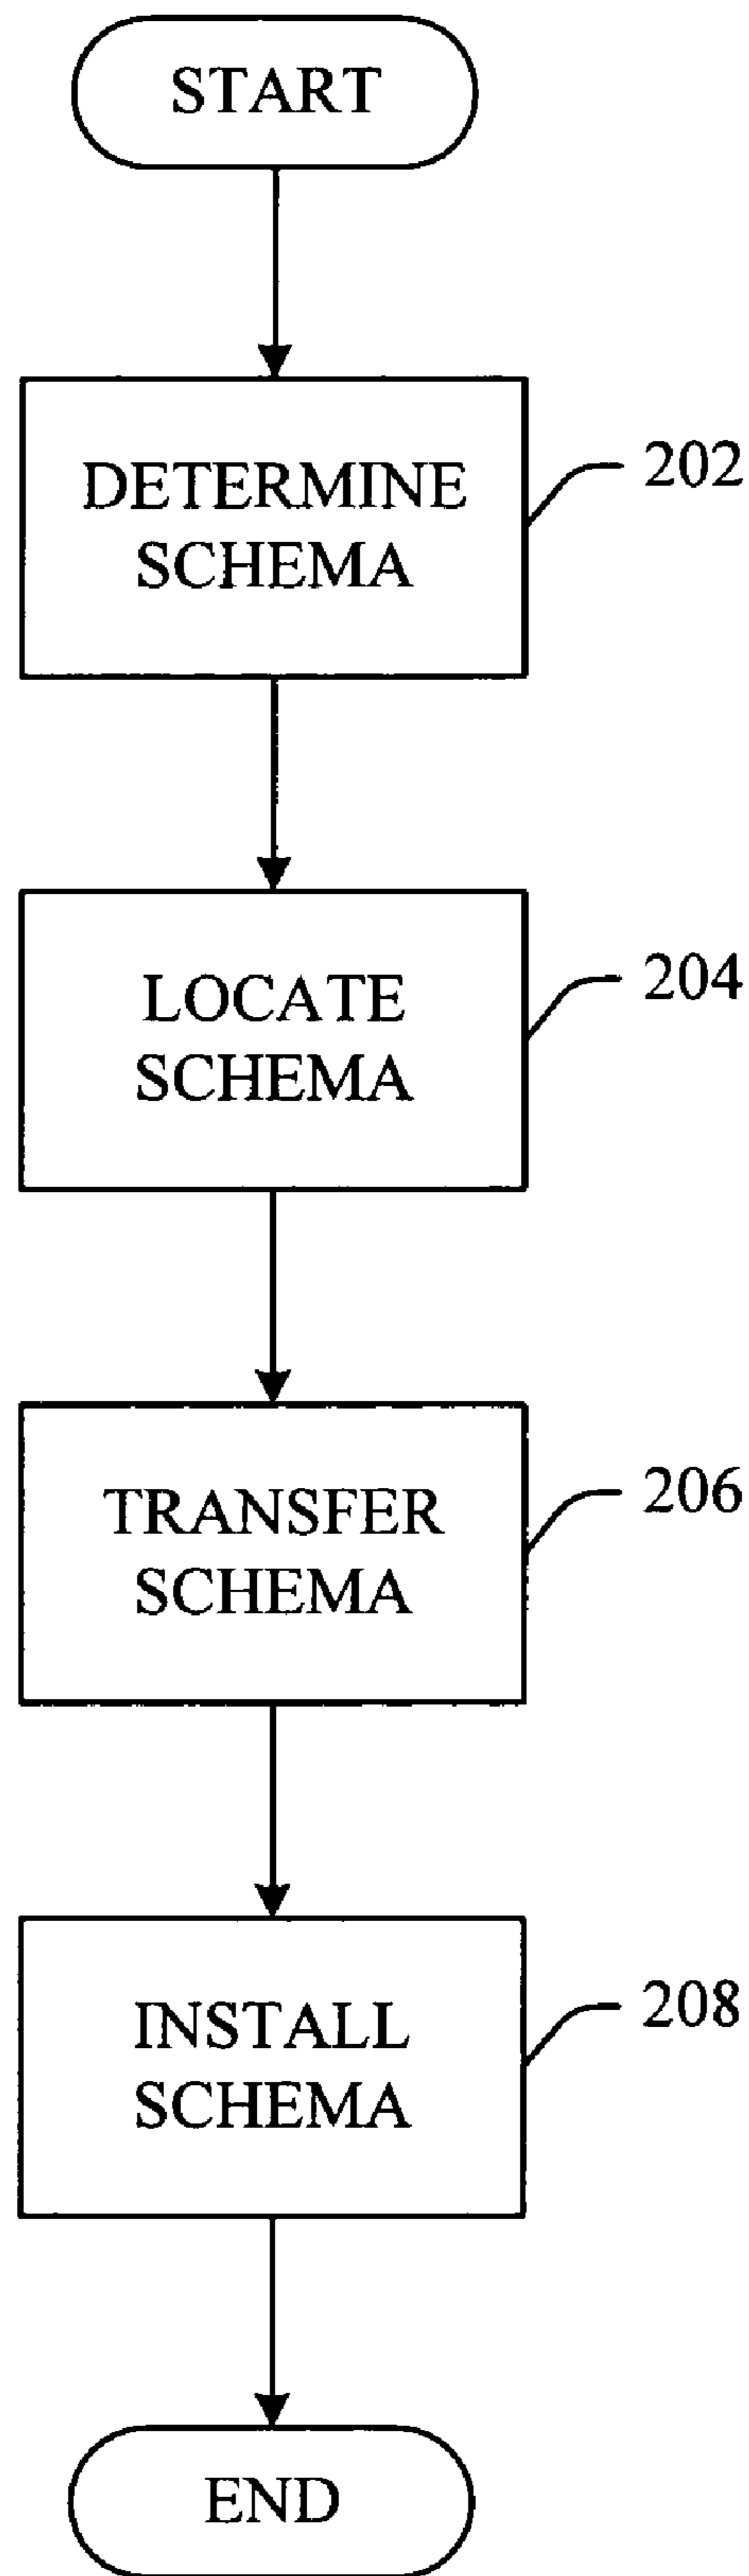 START
DETERMINE
SCHEMA
202
LOCATE
SCHEMA
204
TRANSFER
SCHEMA
206
INSTALL
SCHEMA
208
END